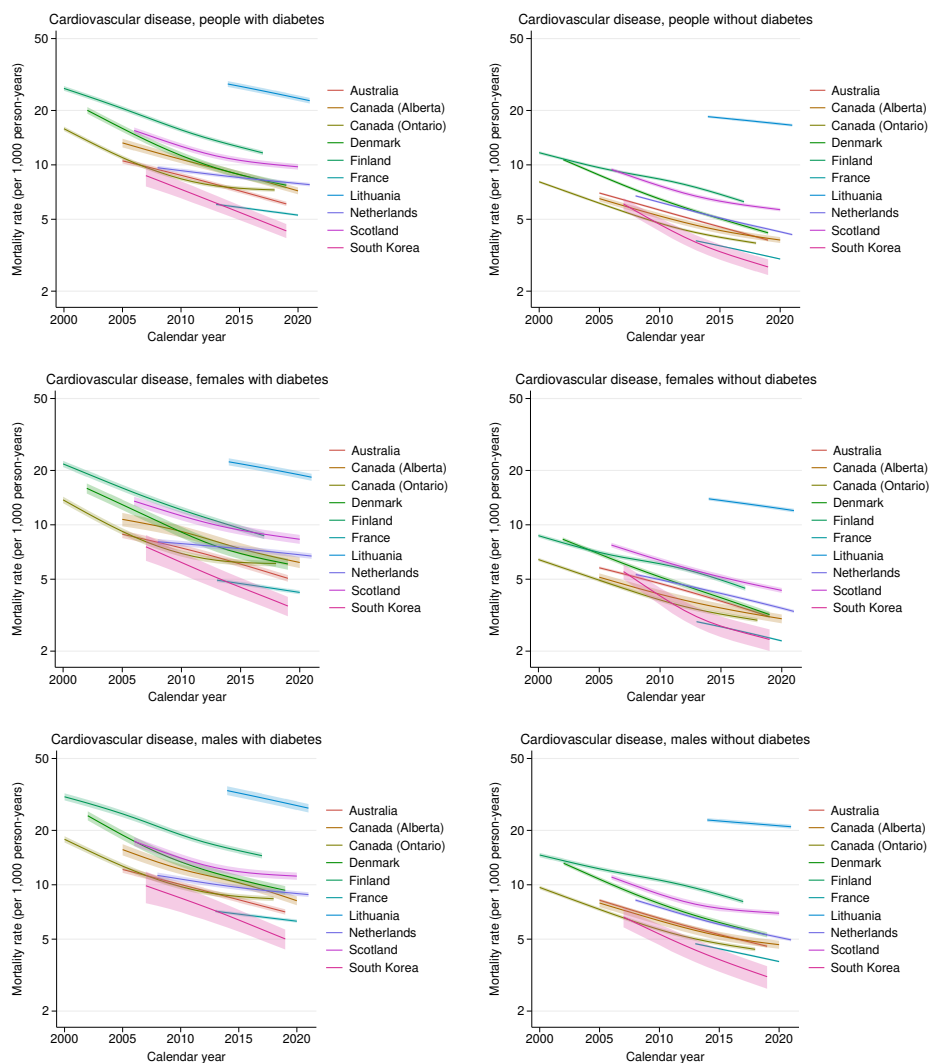 Cardiovascular disease, people with diabetes
Mortality rate (per 1,000 person-years)
50
20
10
5
2
2000 2005 2010 2015 2020
Calendar year
Australia
Canada (Alberta)
Canada (Ontario)
Denmark
Finland
France
Lithuania
Netherlands
Scotland
South Korea
Cardiovascular disease, people without diabetes
Mortality rate (per 1,000 person-years)
50
20
10
5
2
2000 2005 2010 2015 2020
Calendar year
Australia
Canada (Alberta)
Canada (Ontario)
Denmark
Finland
France
Lithuania
Netherlands
Scotland
South Korea
Cardiovascular disease, females with diabetes
Mortality rate (per 1,000 person-years)
50
20
10
5
2
2000 2005 2010 2015 2020
Calendar year
Australia
Canada (Alberta)
Canada (Ontario)
Denmark
Finland
France
Lithuania
Netherlands
Scotland
South Korea
Cardiovascular disease, females without diabetes
Mortality rate (per 1,000 person-years)
50
20
10
5
2
2000 2005 2010 2015 2020
Calendar year
Australia
Canada (Alberta)
Canada (Ontario)
Denmark
Finland
France
Lithuania
Netherlands
Scotland
South Korea
Cardiovascular disease, males with diabetes
Mortality rate (per 1,000 person-years)
50
20
10
5
2
2000 2005 2010 2015 2020
Calendar year
Australia
Canada (Alberta)
Canada (Ontario)
Denmark
Finland
France
Lithuania
Netherlands
Scotland
South Korea
Cardiovascular disease, males without diabetes
Mortality rate (per 1,000 person-years)
50
20
10
5
2
2000 2005 2010 2015 2020
Calendar year
Australia
Canada (Alberta)
Canada (Ontario)
Denmark
Finland
France
Lithuania
Netherlands
Scotland
South Korea